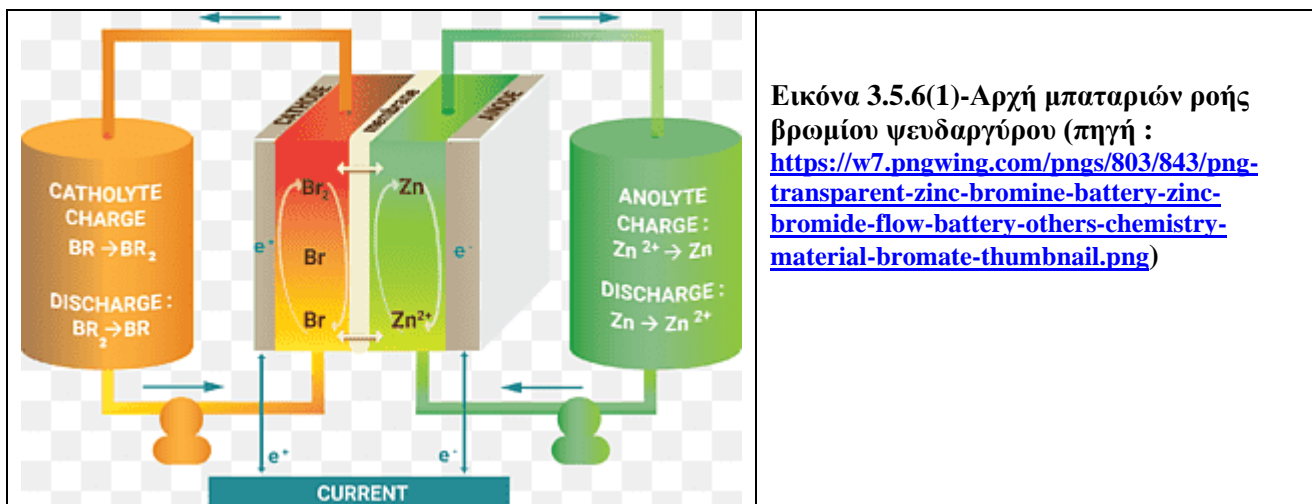 CATHODE
membrane
ANODE
CATHOLYTE
CHARGE
BR → BR₂
DISCHARGE :
BR₂ → BR
Br₂
Br
Br
e⁺
Zn
Zn²⁺
e⁻
ANOLYTE
CHARGE :
Zn ²⁺ → Zn
DISCHARGE :
Zn → Zn ²⁺
e⁺
e⁻
CURRENT
Εικόνα 3.5.6(1)-Αρχή μπαταριών ροής
βρωμίου ψευδαργύρου (πηγή :
https://w7.pngwing.com/pngs/803/843/png-
transparent-zinc-bromine-battery-zinc-
bromide-flow-battery-others-chemistry-
material-bromate-thumbnail.png)